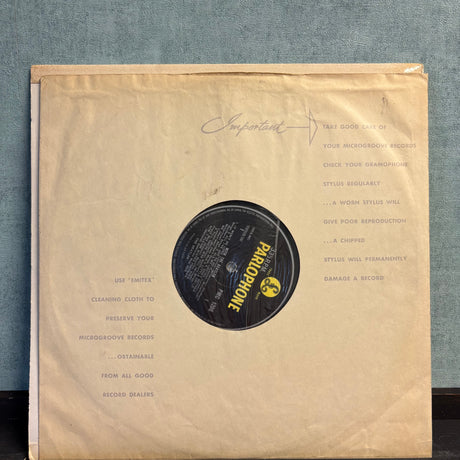 Important
TAKE GOOD CARE OF
YOUR MICROGROOVE RECORDS
CHECK YOUR GRAMOPHONE
STYLUS REGULARLY
...A WORN STYLUS WILL
GIVE POOR REPRODUCTION
...A CHIPPED
STYLUS WILL PERMANENTLY
DAMAGE A RECORD
USE "EMITEX"
CLEANING CLOTH TO
PRESERVE YOUR
MICROGROOVE RECORDS
...OBTAINABLE
FROM ALL GOOD
RECORD DEALERS
PARLOPHONE